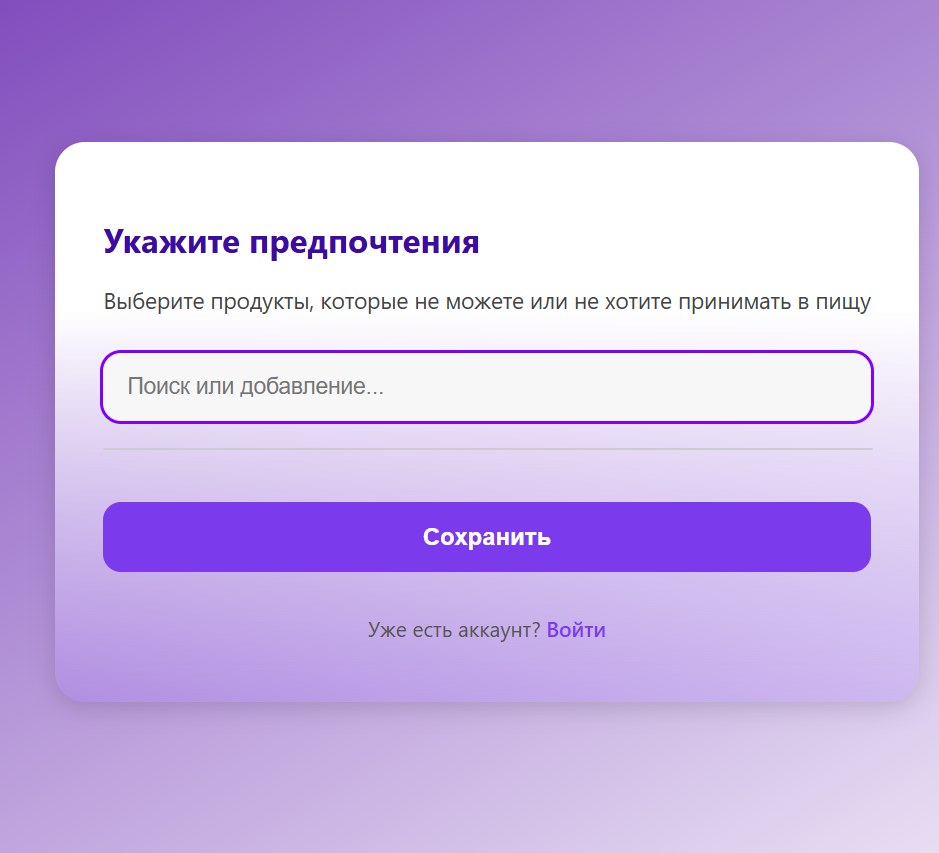 Укажите предпочтения
Выберите продукты, которые не можете или не хотите принимать в пищу
Поиск или добавление...
Сохранить
Уже есть аккаунт? Войти